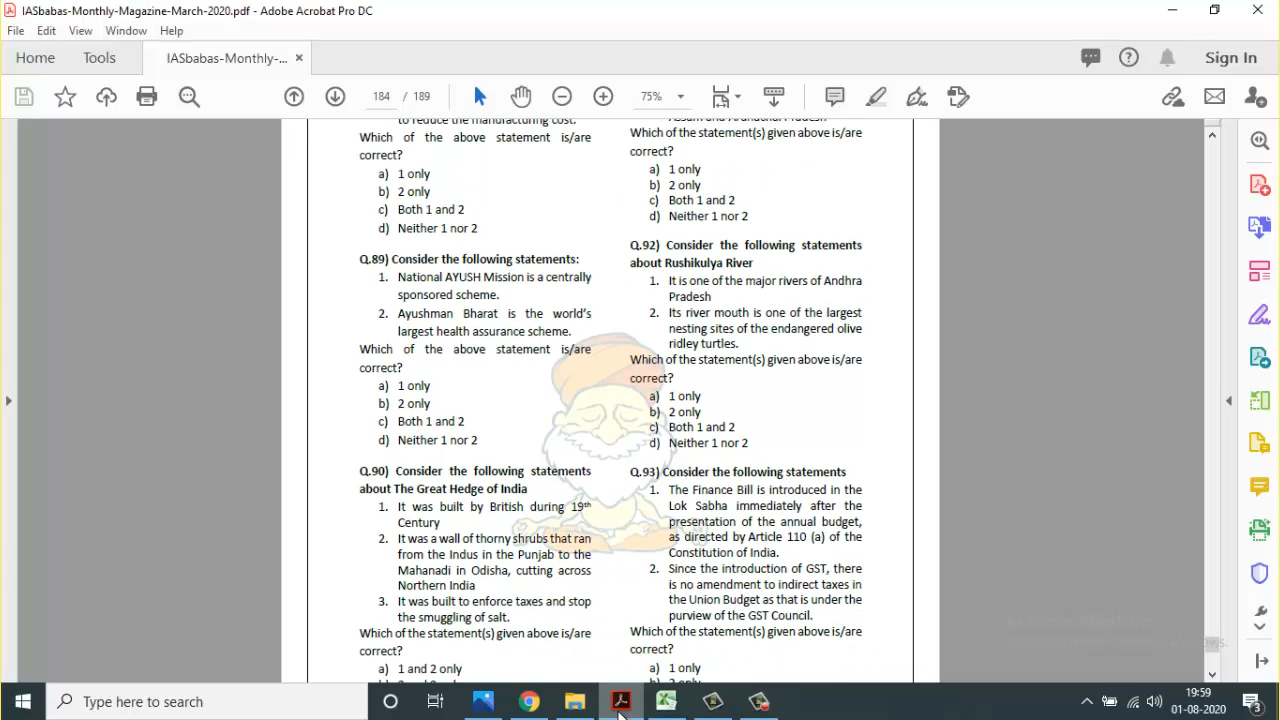 IASbabas-Monthly-Magazine-March-2020.pdf - Adobe Acrobat Pro DC
File Edit View Window Help
Home Tools IASbabas-Monthly-... × Sign In
184 / 189 75%
to reduce the manufacturing cost.
Which of the above statement is/are
correct?
a) 1 only
b) 2 only
c) Both 1 and 2
d) Neither 1 nor 2
Q.89) Consider the following statements:
1. National AYUSH Mission is a centrally
sponsored scheme.
2. Ayushman Bharat is the world's
largest health assurance scheme.
Which of the above statement is/are
correct?
a) 1 only
b) 2 only
c) Both 1 and 2
d) Neither 1 nor 2
Q.90) Consider the following statements
about The Great Hedge of India
1. It was built by British during 19th
Century
2. It was a wall of thorny shrubs that ran
from the Indus in the Punjab to the
Mahanadi in Odisha, cutting across
Northern India
3. It was built to enforce taxes and stop
the smuggling of salt.
Which of the statement(s) given above is/are
correct?
a) 1 and 2 only
Assam and Arunachal Pradesh
Which of the statement(s) given above is/are
correct?
a) 1 only
b) 2 only
c) Both 1 and 2
d) Neither 1 nor 2
Q.92) Consider the following statements
about Rushikulya River
1. It is one of the major rivers of Andhra
Pradesh
2. Its river mouth is one of the largest
nesting sites of the endangered olive
ridley turtles.
Which of the statement(s) given above is/are
correct?
a) 1 only
b) 2 only
c) Both 1 and 2
d) Neither 1 nor 2
Q.93) Consider the following statements
1. The Finance Bill is introduced in the
Lok Sabha immediately after the
presentation of the annual budget,
as directed by Article 110 (a) of the
Constitution of India.
2. Since the introduction of GST, there
is no amendment to indirect taxes in
the Union Budget as that is under the
purview of the GST Council.
Which of the statement(s) given above is/are
correct?
a) 1 only
Type here to search
19:59
01-08-2020
3